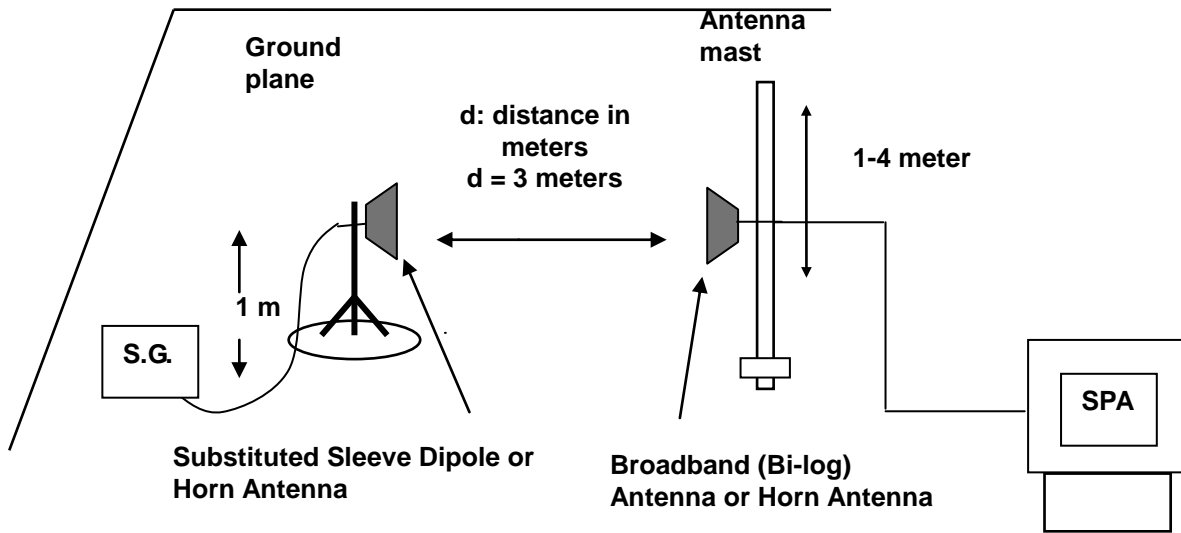 Antenna
mast
Ground
plane
d: distance in
meters
d = 3 meters
1-4 meter
1 m
S.G.
SPA
Substituted Sleeve Dipole or
Horn Antenna
Broadband (Bi-log)
Antenna or Horn Antenna